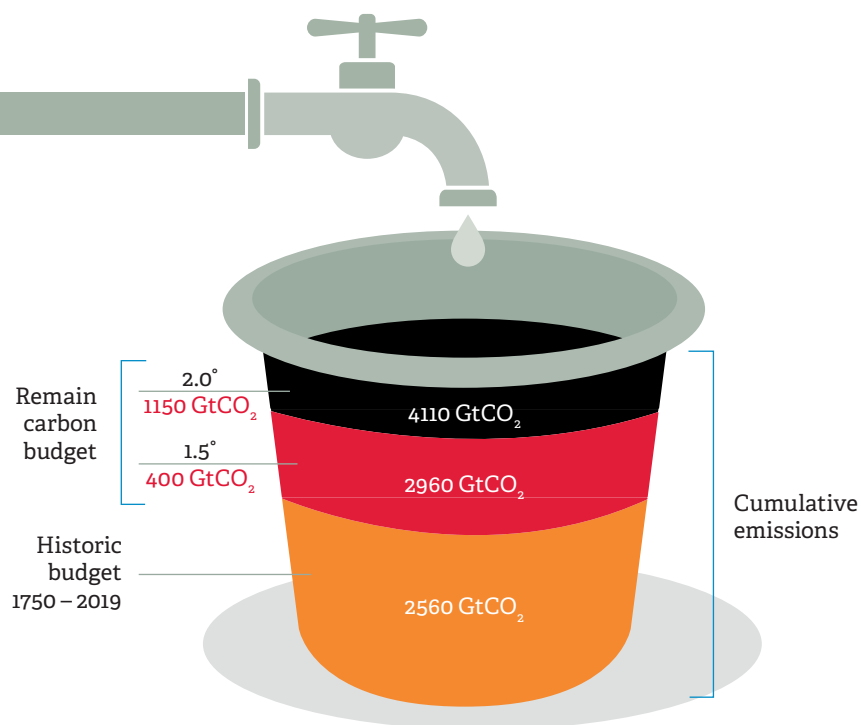 Remain
carbon
budget
2.0°
1150 GtCO₂
1.5°
400 GtCO₂
Historic
budget
1750 – 2019
4110 GtCO₂
2960 GtCO₂
2560 GtCO₂
Cumulative
emissions